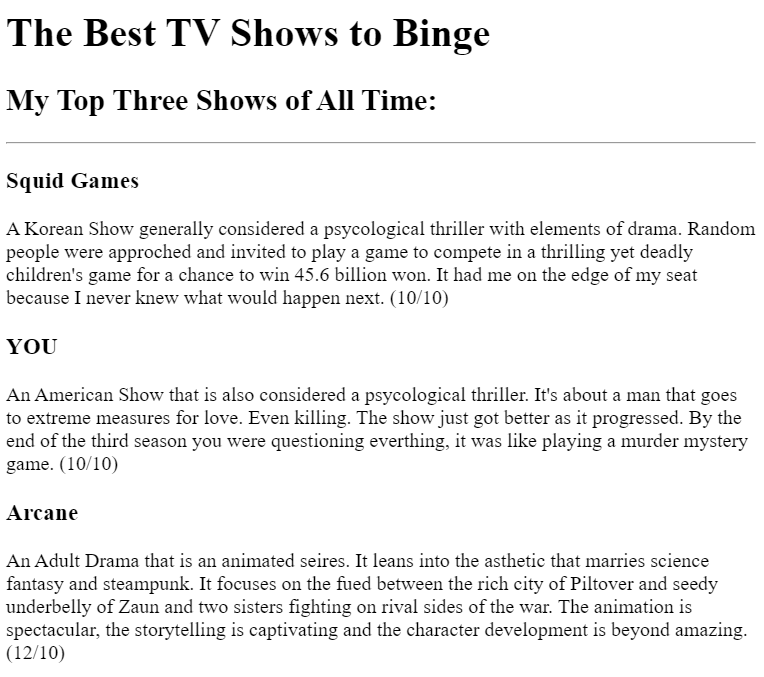 The Best TV Shows to Binge
My Top Three Shows of All Time:
Squid Games
A Korean Show generally considered a psycological thriller with elements of drama. Random
people were approched and invited to play a game to compete in a thrilling yet deadly
children's game for a chance to win 45.6 billion won. It had me on the edge of my seat
because I never knew what would happen next. (10/10)
YOU
An American Show that is also considered a psycological thriller. It's about a man that goes
to extreme measures for love. Even killing. The show just got better as it progressed. By the
end of the third season you were questioning everthing, it was like playing a murder mystery
game. (10/10)
Arcane
An Adult Drama that is an animated seires. It leans into the asthetic that marries science
fantasy and steampunk. It focuses on the fued between the rich city of Piltover and seedy
underbelly of Zaun and two sisters fighting on rival sides of the war. The animation is
spectacular, the storytelling is captivating and the character development is beyond amazing.
(12/10)